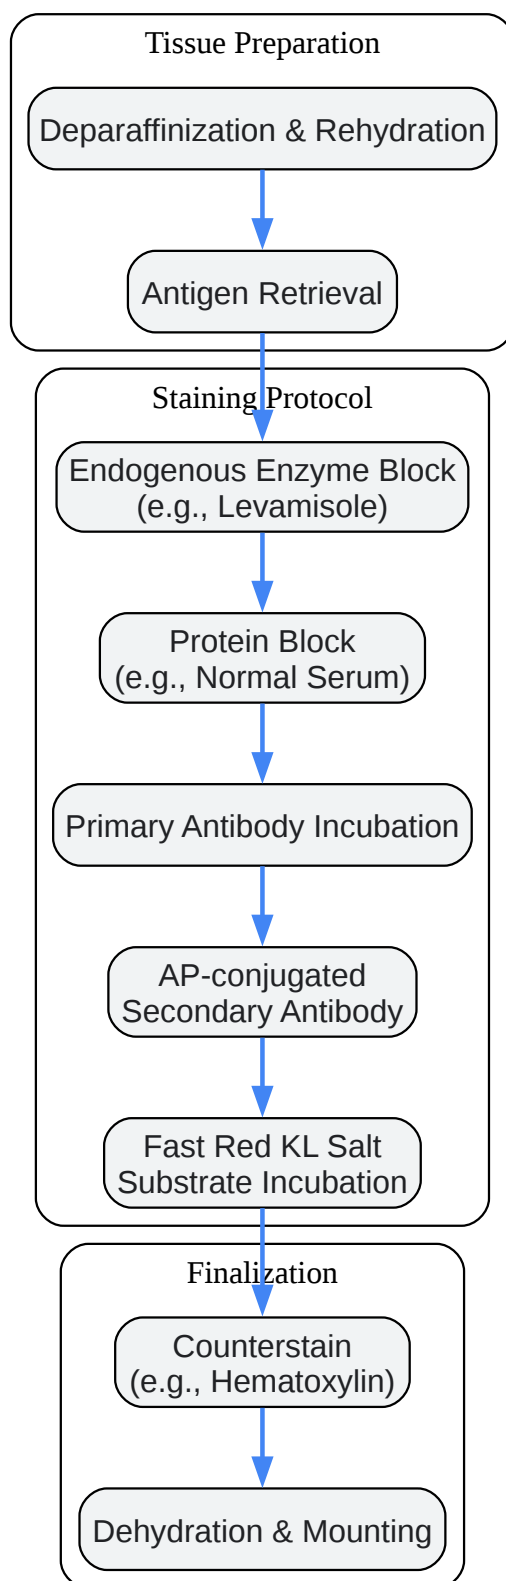 Tissue Preparation
Deparaffinization & Rehydration
Antigen Retrieval
Staining Protocol
Endogenous Enzyme Block
(e.g., Levamisole)
Protein Block
(e.g., Normal Serum)
Primary Antibody Incubation
AP-conjugated
Secondary Antibody
Fast Red KL Salt
Substrate Incubation
Finalization
Counterstain
(e.g., Hematoxylin)
Dehydration & Mounting